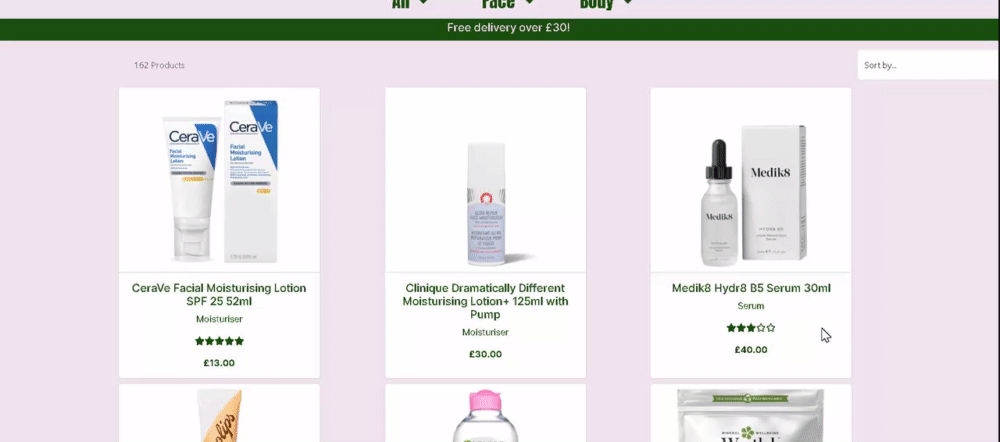 All Face Body
Free delivery over £30!
162 Products
Sort by...
CeraVe
CeraVe
Facial
Moisturising
Lotion
Facial
Moisturising
Lotion
Medik8
Medik8
HYDR8 B5
CeraVe Facial Moisturising Lotion
SPF 25 52ml
Moisturiser
£13.00
Clinique Dramatically Different
Moisturising Lotion+ 125ml with
Pump
Moisturiser
£30.00
Medik8 Hydr8 B5 Serum 30ml
Serum
£40.00